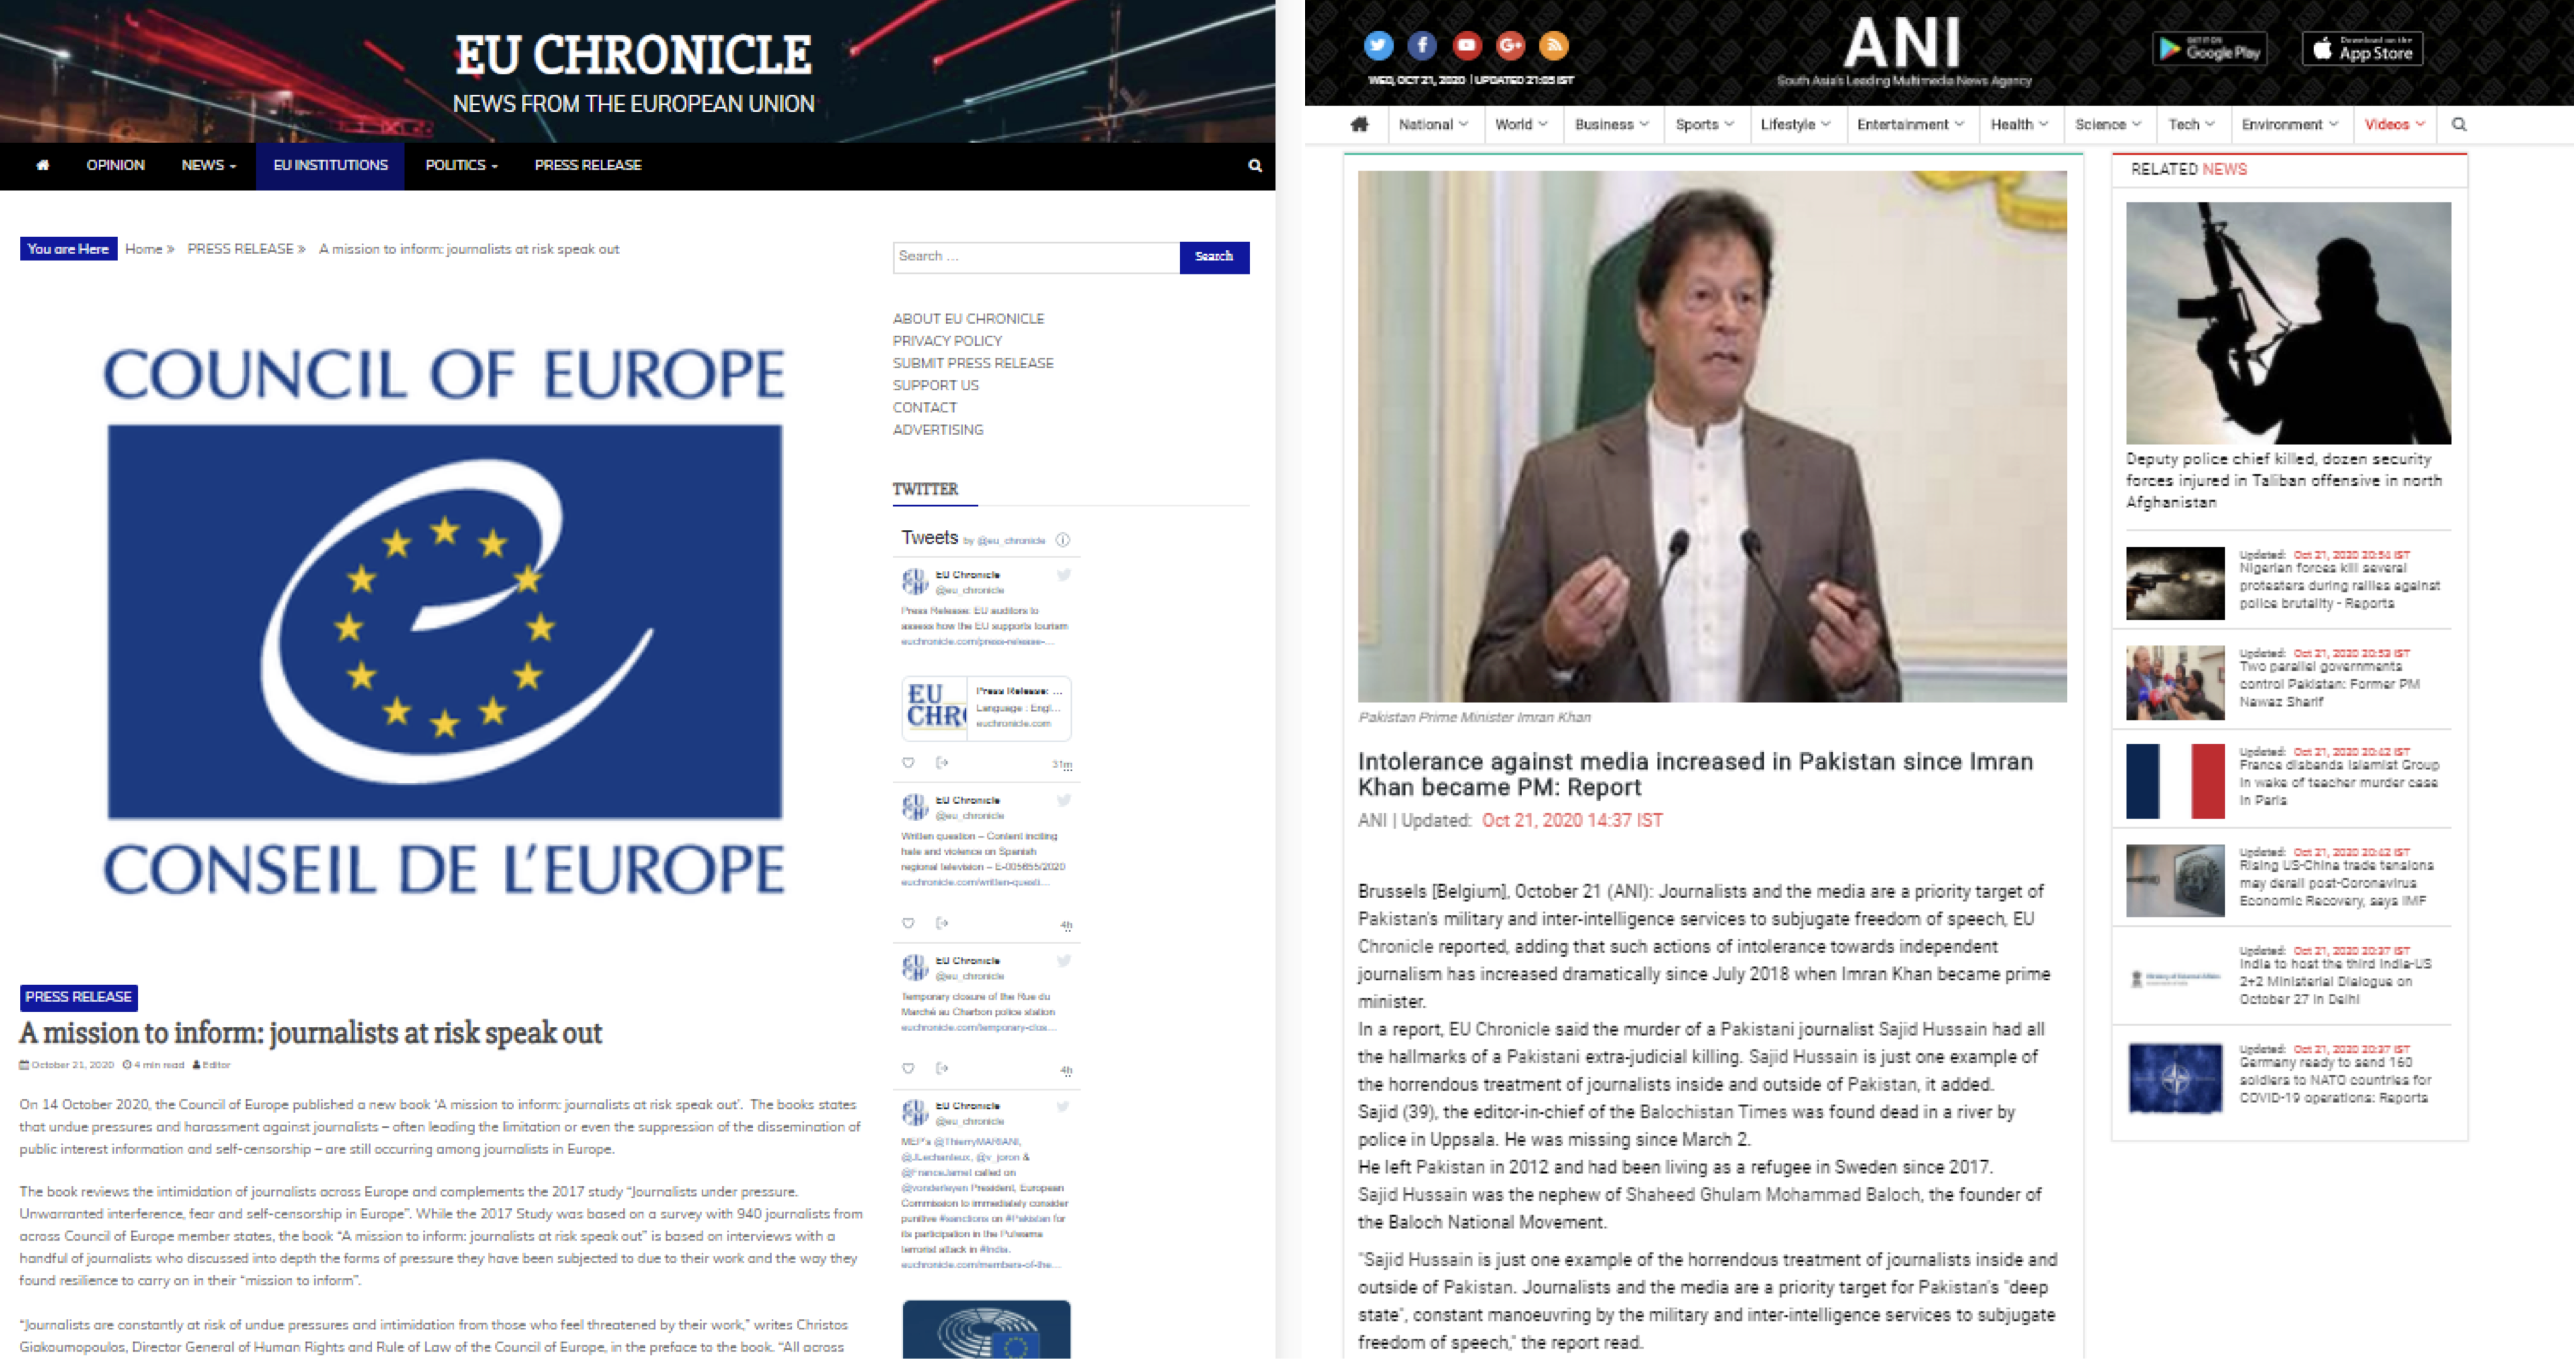 EU CHRONICLE
NEWS FROM THE EUROPEAN UNION
OPINION
NEWS
EU INSTITUTIONS
POLITICS
PRESS RELEASE
You are Here
Home » PRESS RELEASE » A mission to inform: journalists at risk speak out
COUNCIL OF EUROPE
CONSEIL DE L'EUROPE
PRESS RELEASE
A mission to inform: journalists at risk speak out
October 21, 2020 4 min read Editor
On 14 October 2020, the Council of Europe published a new book 'A mission to inform: journalists at risk speak out'. The books states
that undue pressures and harassment against journalists – often leading the limitation or even the suppression of the dissemination of
public interest information and self-censorship – are still occurring among journalists in Europe.
The book reviews the intimidation of journalists across Europe and complements the 2017 study "Journalists under pressure.
Unwarranted interference, fear and self-censorship in Europe". While the 2017 Study was based on a survey with 940 journalists from
across Council of Europe member states, the book "A mission to inform: journalists at risk speak out" is based on interviews with a
handful of journalists who discussed into depth the forms of pressure they have been subjected to due to their work and the way they
found resilience to carry on in their "mission to inform".
"Journalists are constantly at risk of undue pressures and intimidation from those who feel threatened by their work," writes Christos
Giakoumopoulos, Director General of Human Rights and Rule of Law of the Council of Europe, in the preface to the book. "All across
Search ...
Search
ABOUT EU CHRONICLE
PRIVACY POLICY
SUBMIT PRESS RELEASE
SUPPORT US
CONTACT
ADVERTISING
TWITTER
Tweets by @eu_chronicle
EU Chronicle
@eu_chronicle
Press Release: EU auditors to
assess how the EU supports tourism
euchronicle.com/press-release-...
EU
CHR
Press Release: ...
Language : Engl...
euchronicle.com
31m
EU Chronicle
@eu_chronicle
Written question – Content inciting
hate and violence on Spanish
regional television – E-005655/2020
euchronicle.com/written-questi...
4h
EU Chronicle
@eu_chronicle
Temporary closure of the Rue du
Marché au Charbon police station
euchronicle.com/temporary-clos...
4h
EU Chronicle
@eu_chronicle
MEP's @ThierryMARIANI,
@JLechanteux, @v_joron &
@FranceJamet called on
@vonderleyen President, European
Commission to immediately consider
punitive #sanctions on #Pakistan for
its participation in the Pulwama
terrorist attack in #India.
euchronicle.com/members-of-the...
WED, OCT 21, 2020 | UPDATED 21:05 IST
ANI
South Asia's Leading Multimedia News Agency
GET IT ON
Google Play
Download on the
App Store
National
World
Business
Sports
Lifestyle
Entertainment
Health
Science
Tech
Environment
Videos
Pakistan Prime Minister Imran Khan
Intolerance against media increased in Pakistan since Imran
Khan became PM: Report
ANI | Updated: Oct 21, 2020 14:37 IST
Brussels [Belgium], October 21 (ANI): Journalists and the media are a priority target of
Pakistan's military and inter-intelligence services to subjugate freedom of speech, EU
Chronicle reported, adding that such actions of intolerance towards independent
journalism has increased dramatically since July 2018 when Imran Khan became prime
minister.
In a report, EU Chronicle said the murder of a Pakistani journalist Sajid Hussain had all
the hallmarks of a Pakistani extra-judicial killing. Sajid Hussain is just one example of
the horrendous treatment of journalists inside and outside of Pakistan, it added.
Sajid (39), the editor-in-chief of the Balochistan Times was found dead in a river by
police in Uppsala. He was missing since March 2.
He left Pakistan in 2012 and had been living as a refugee in Sweden since 2017.
Sajid Hussain was the nephew of Shaheed Ghulam Mohammad Baloch, the founder of
the Baloch National Movement.
"Sajid Hussain is just one example of the horrendous treatment of journalists inside and
outside of Pakistan. Journalists and the media are a priority target for Pakistan's "deep
state", constant manoeuvring by the military and inter-intelligence services to subjugate
freedom of speech," the report read.
RELATED NEWS
Deputy police chief killed, dozen security
forces injured in Taliban offensive in north
Afghanistan
Updated: Oct 21, 2020 20:54 IST
Nigerian forces kill several
protesters during rallies against
police brutality - Reports
Updated: Oct 21, 2020 20:53 IST
Two parallel governments
control Pakistan: Former PM
Nawaz Sharif
Updated: Oct 21, 2020 20:42 IST
France disbands Islamist Group
in wake of teacher murder case
in Paris
Updated: Oct 21, 2020 20:42 IST
Rising US-China trade tensions
may derail post-Coronavirus
Economic Recovery, says IMF
Updated: Oct 21, 2020 20:37 IST
India to host the third India-US
2+2 Ministerial Dialogue on
October 27 in Delhi
Updated: Oct 21, 2020 20:37 IST
Germany ready to send 160
soldiers to NATO countries for
COVID-19 operations: Reports